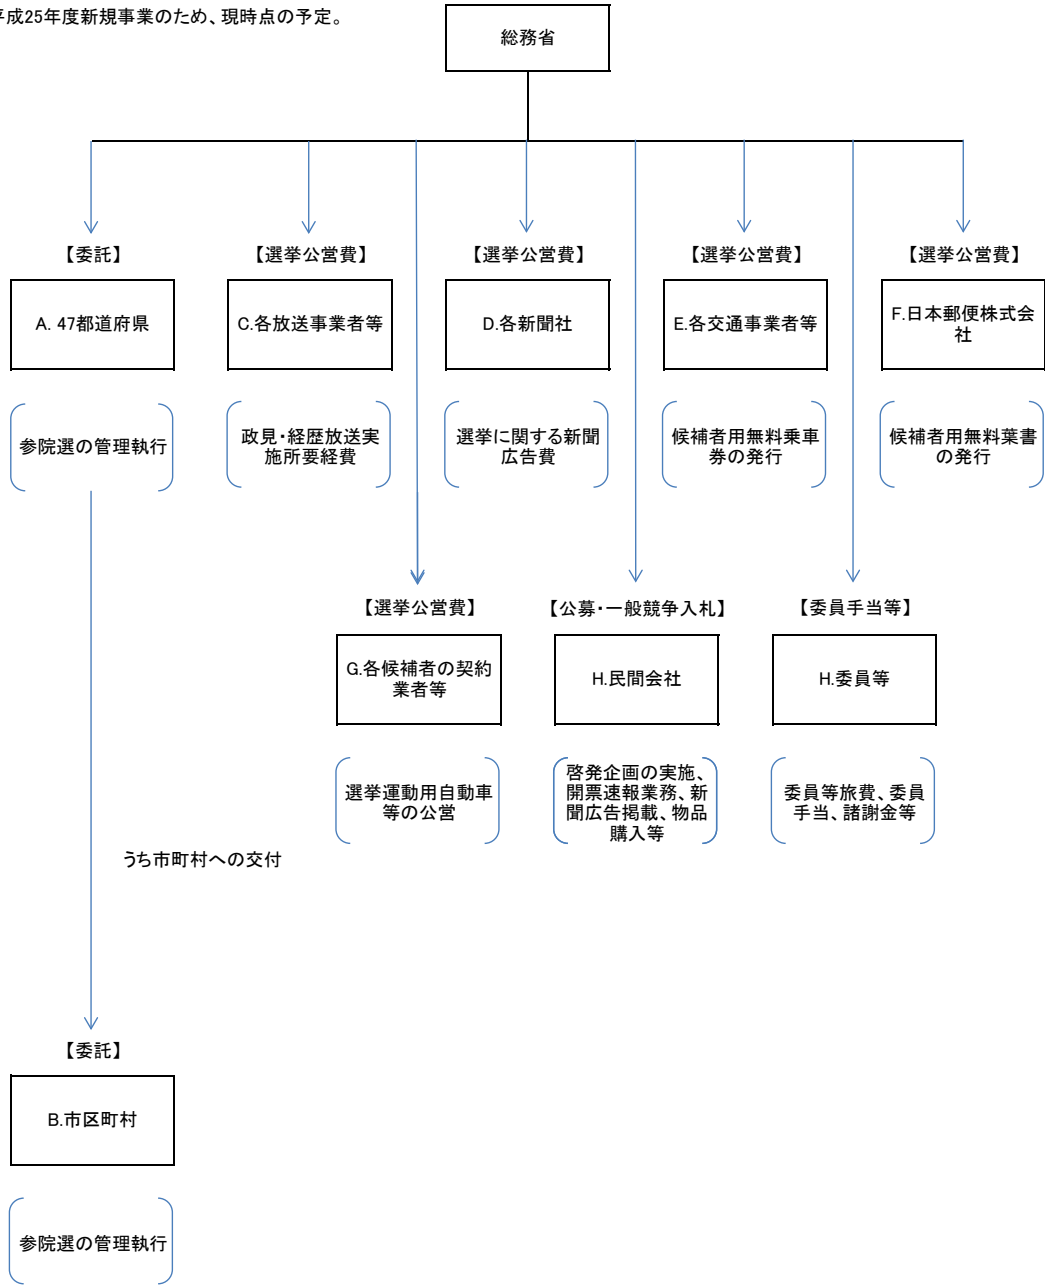 平成25年度新規事業のため、現時点の予定。
総務省
【委託】
【選挙公営費】
【選挙公営費】
【選挙公営費】
【選挙公営費】
A. 47都道府県
C.各放送事業者等
D.各新聞社
E.各交通事業者等
F.日本郵便株式会
社
参院選の管理執行
政見・経歴放送実
施所要経費
選挙に関する新聞
広告費
候補者用無料乗車
券の発行
候補者用無料葉書
の発行
【選挙公営費】
【公募・一般競争入札】
【委員手当等】
G.各候補者の契約
業者等
H.民間会社
H.委員等
選挙運動用自動車
等の公営
啓発企画の実施、
開票速報業務、新
聞広告掲載、物品
購入等
委員等旅費、委員
手当、諸謝金等
うち市町村への交付
【委託】
B.市区町村
参院選の管理執行